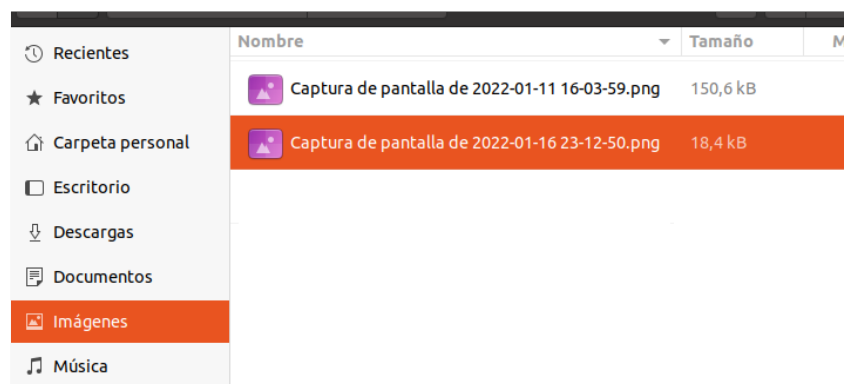 Recientes
Favoritos
Carpeta personal
Escritorio
Descargas
Documentos
Imágenes
Música
Nombre Tamaño M
Captura de pantalla de 2022-01-11 16-03-59.png 150,6 kB
Captura de pantalla de 2022-01-16 23-12-50.png 18,4 kB